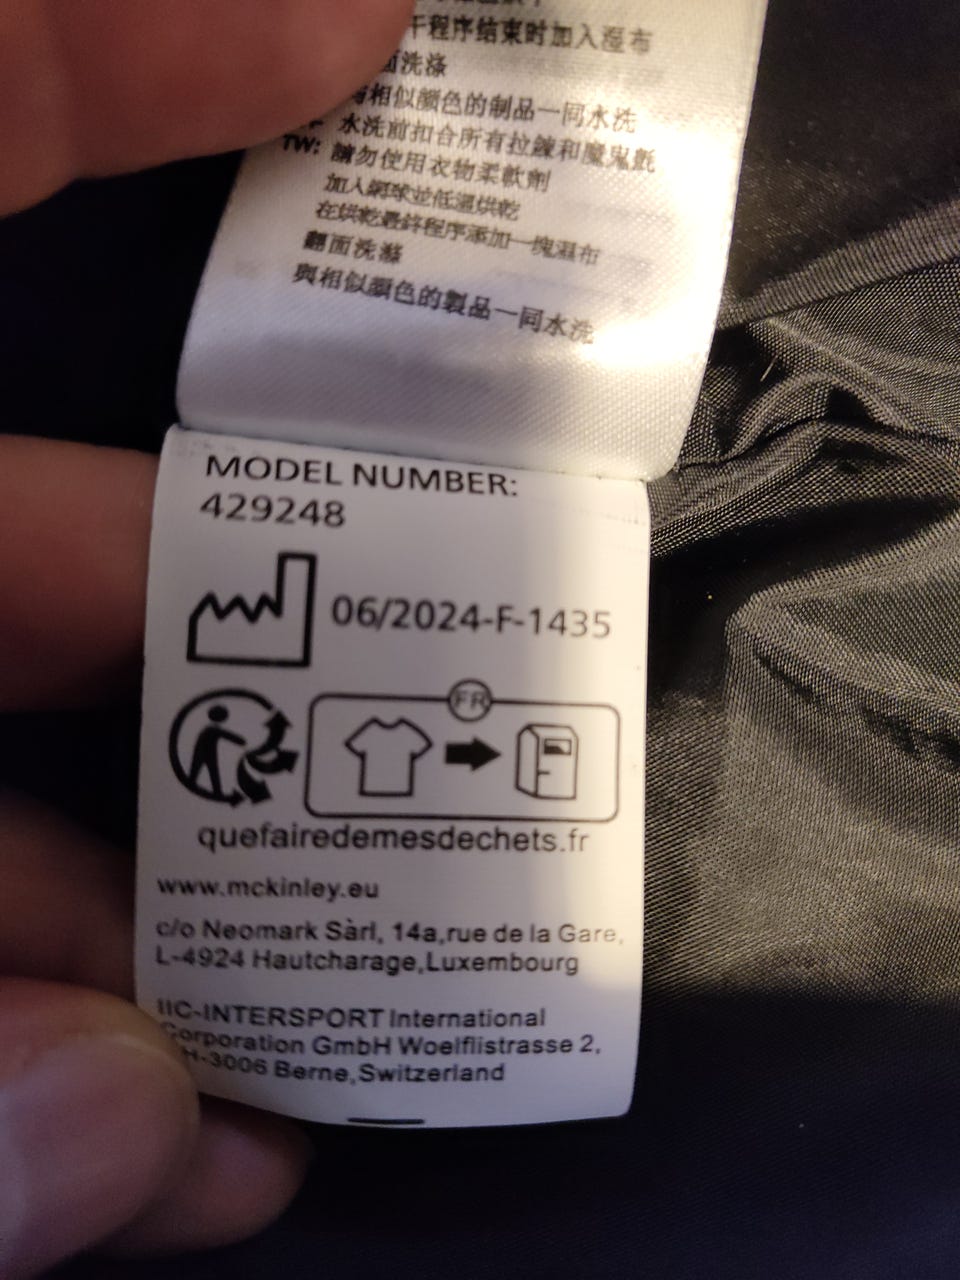 干程序结束时加入湿布
面洗涤
与相似颜色的制品一同水洗
水洗前扣合所有拉鍊和魔鬼氈
TW: 請勿使用衣物柔軟劑
加入網球並低溫烘乾
在烘乾最終程序添加一塊濕布
翻面洗滌
與相似顏色的製品一同水洗
MODEL NUMBER:
429248
06/2024-F-1435
FR
quefairedemesdechets.fr
www.mckinley.eu
c/o Neomark Sàrl, 14a,rue de la Gare,
L-4924 Hautcharage,Luxembourg
IIC-INTERSPORT International
Corporation GmbH Woelflistrasse 2,
H-3006 Berne,Switzerland